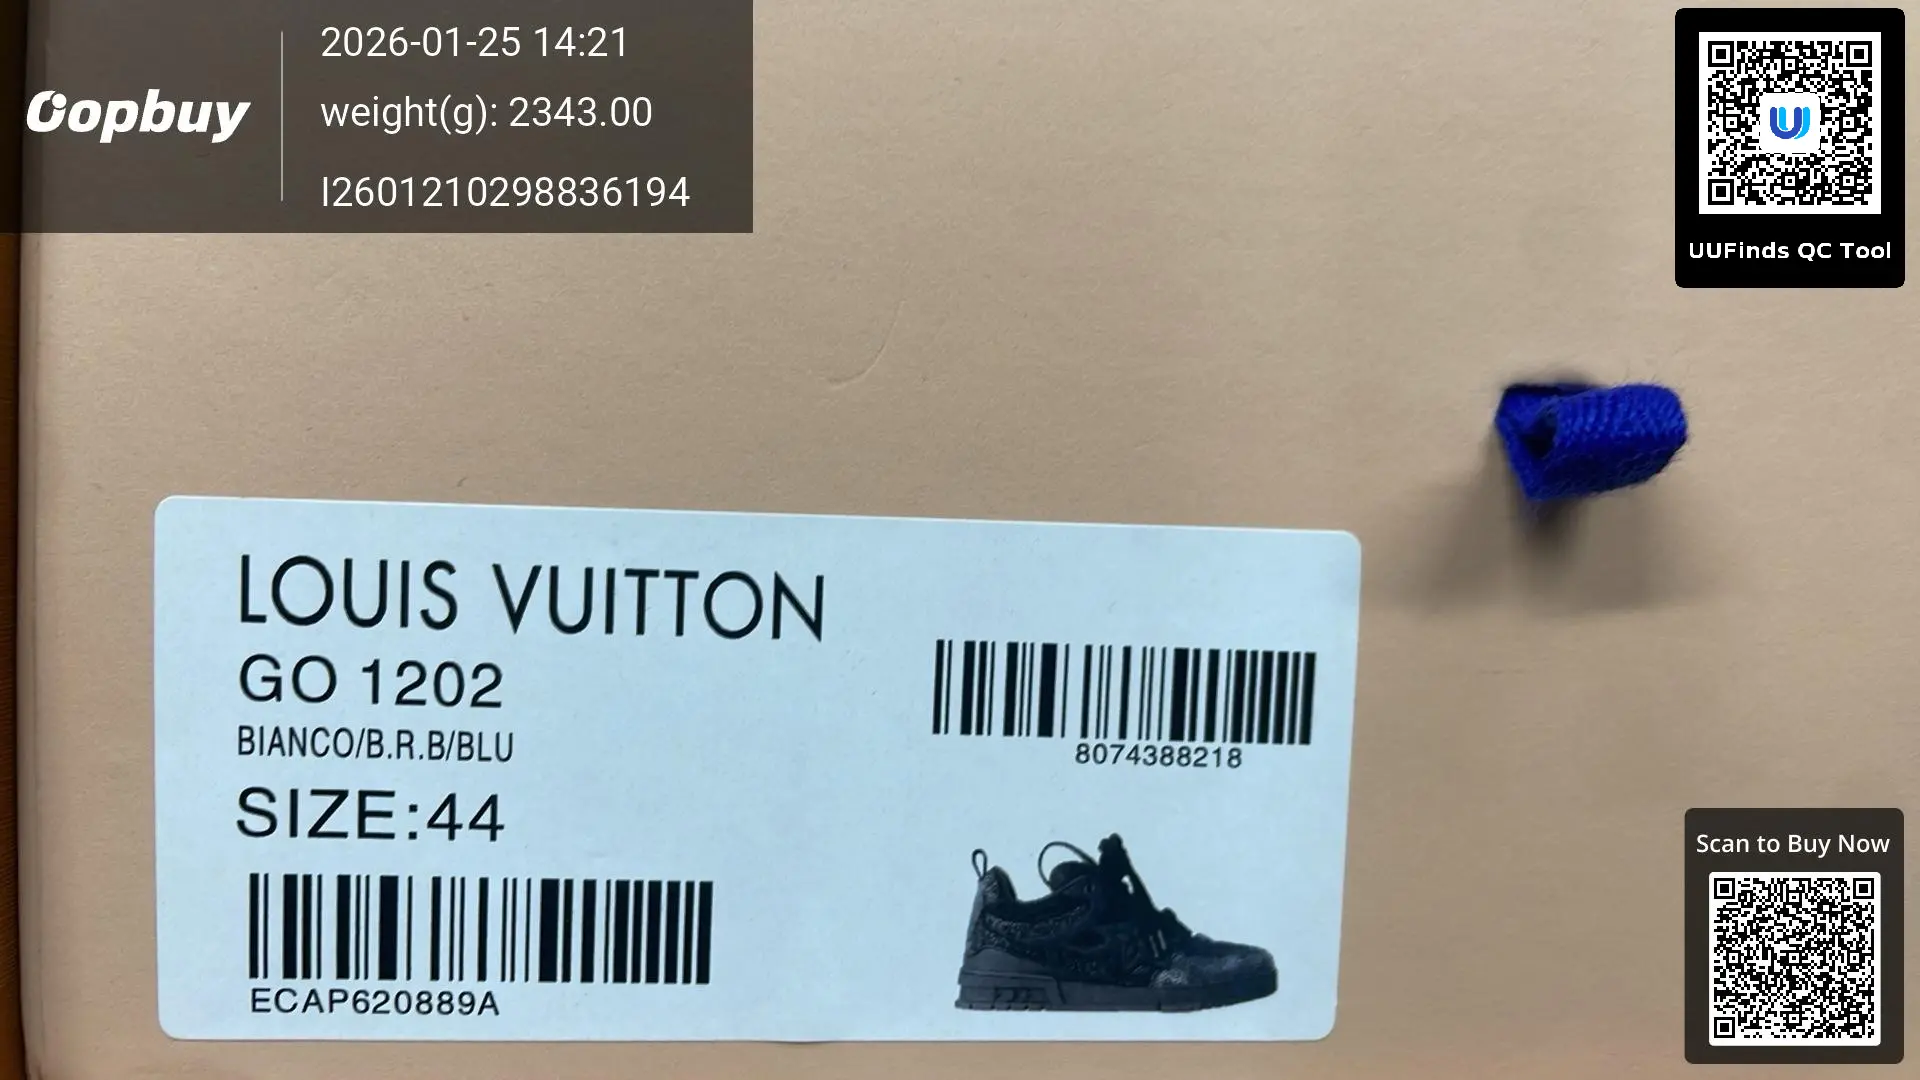 Oopbuy
2026-01-25 14:21
weight(g): 2343.00
I2601210298836194
UUFinds QC Tool
LOUIS VUITTON
GO 1202
BIANCO/B.R.B/BLU
SIZE:44
ECAP620889A
8074388218
Scan to Buy Now